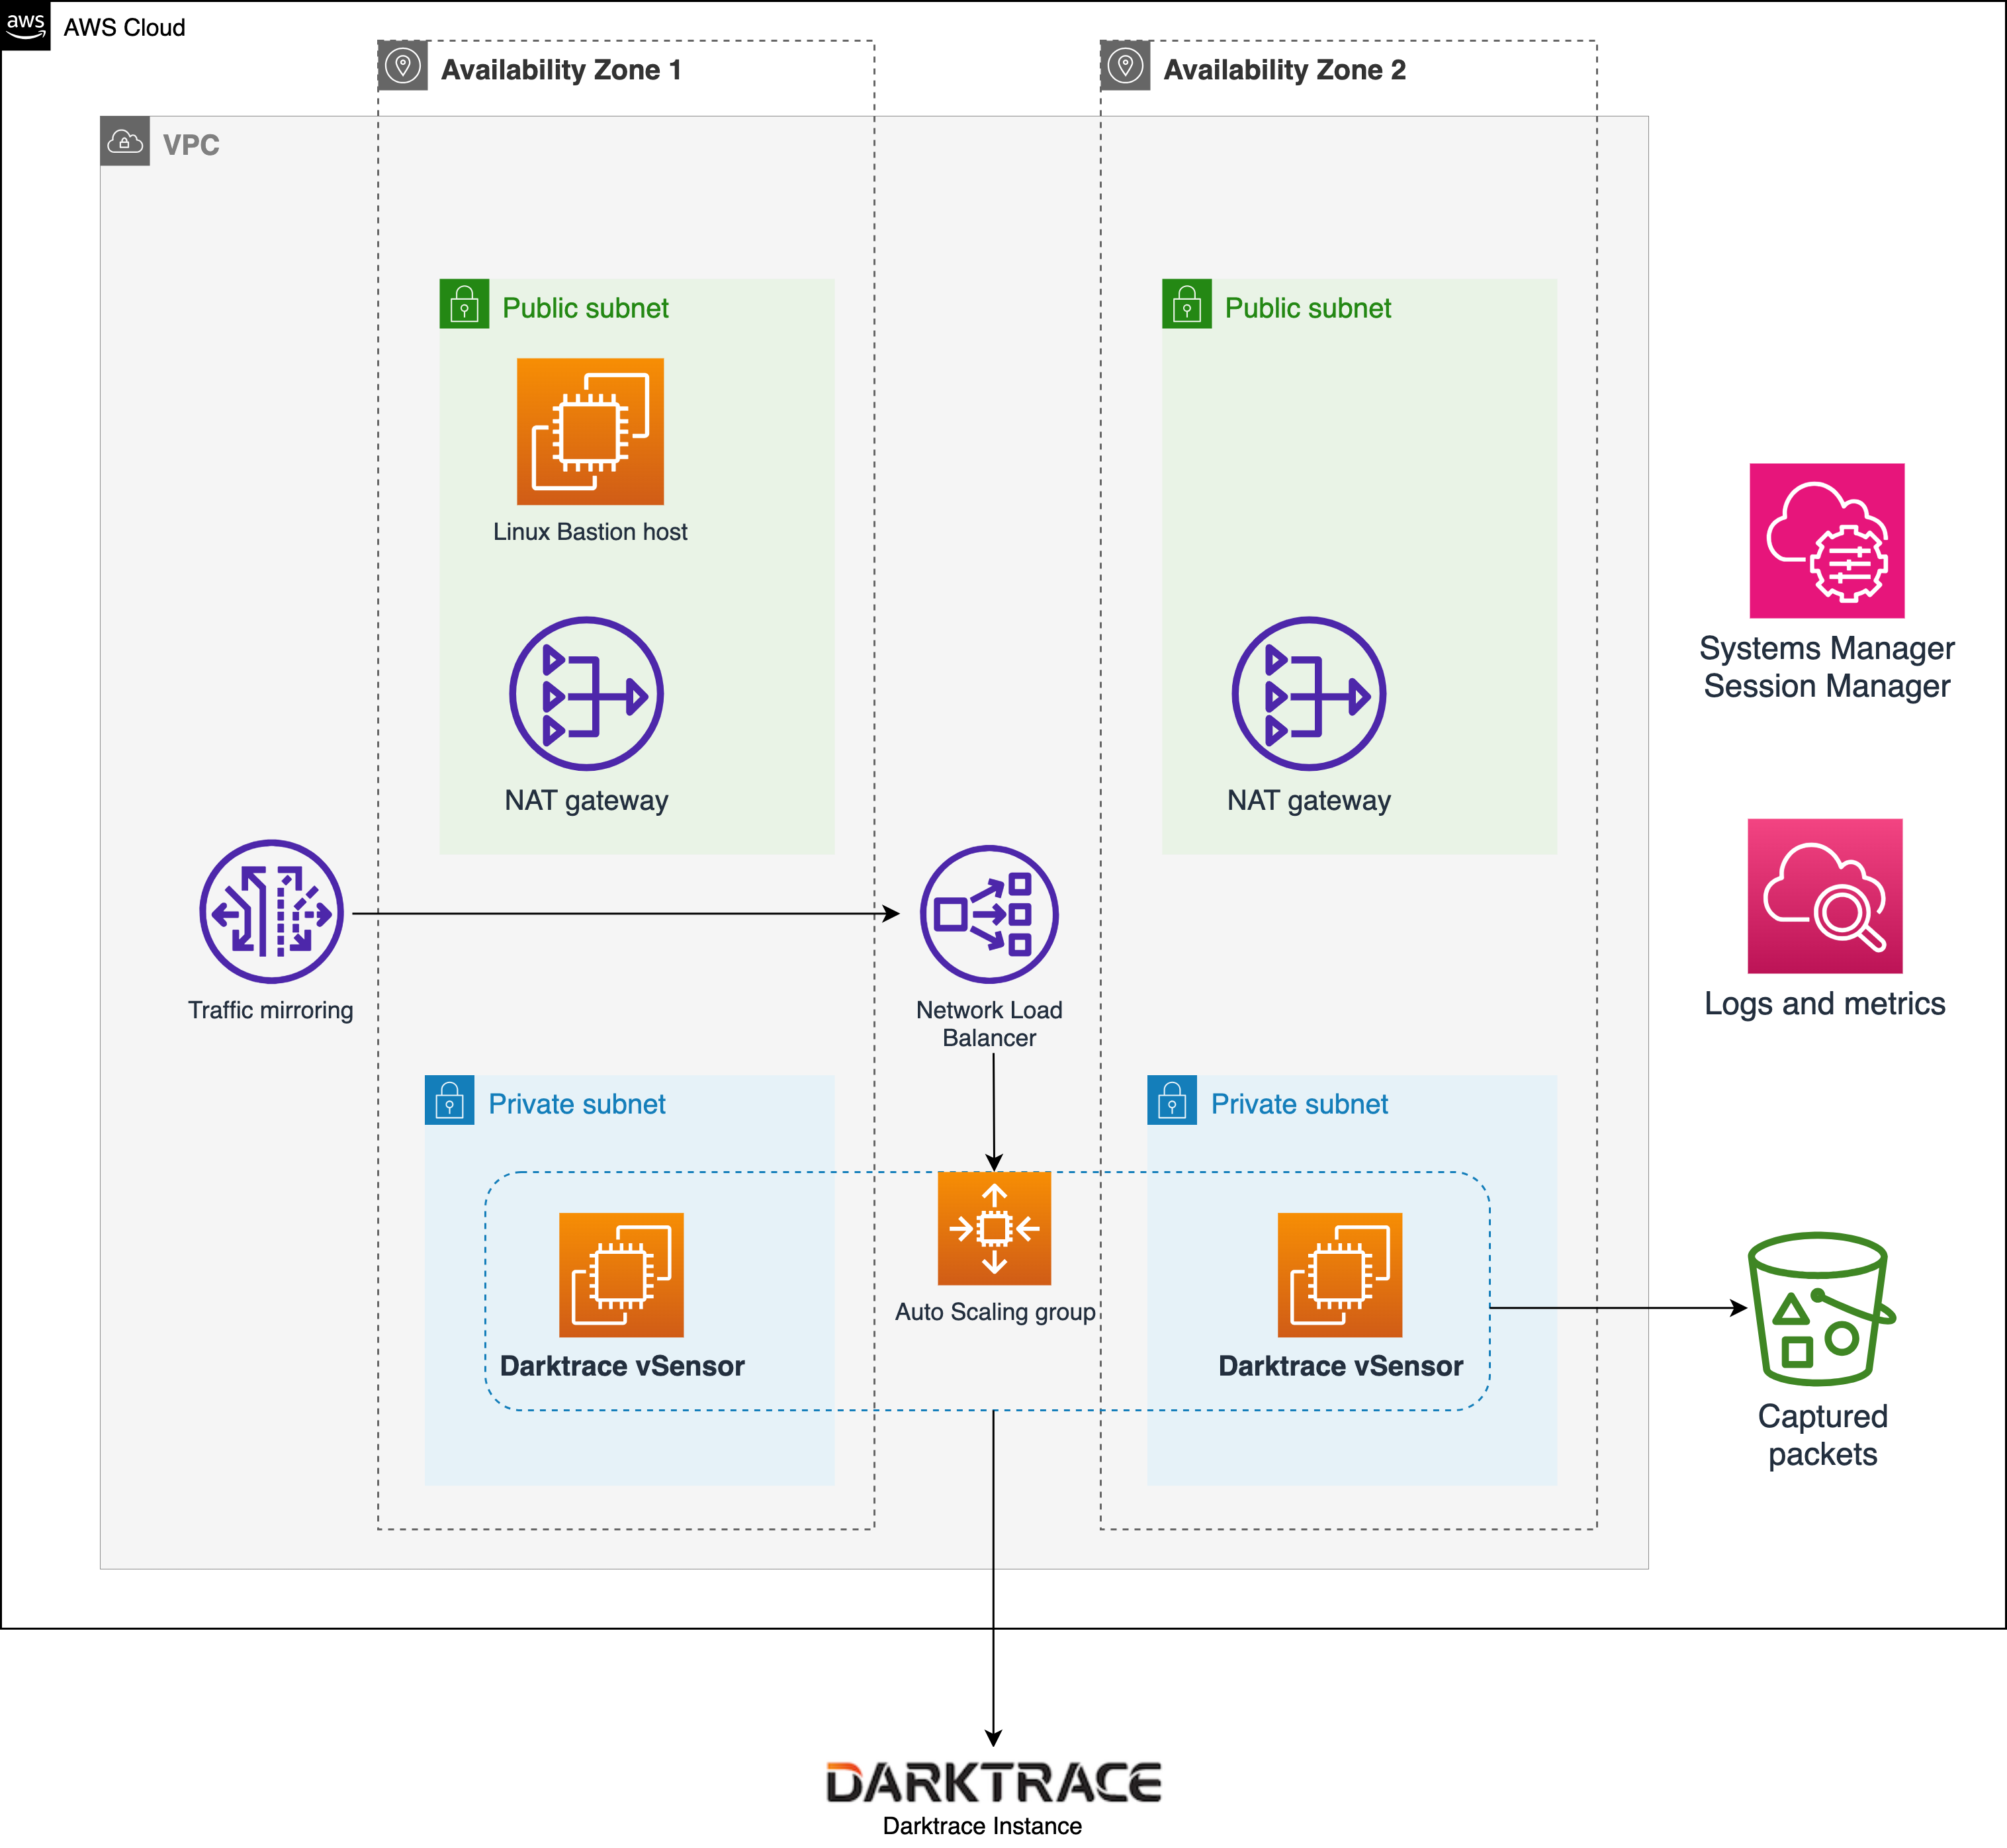 aws
AWS Cloud
Availability Zone 1
Availability Zone 2
VPC
Public subnet
Public subnet
Linux Bastion host
Systems Manager
Session Manager
NAT gateway
NAT gateway
Traffic mirroring
Network Load
Balancer
Logs and metrics
Private subnet
Private subnet
Auto Scaling group
Darktrace vSensor
Darktrace vSensor
Captured
packets
DARKTRACE
Darktrace Instance